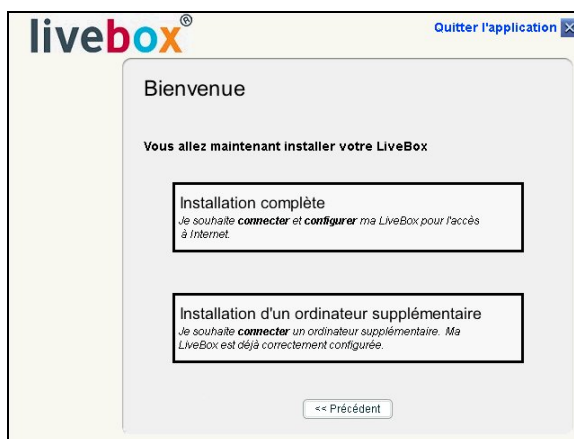 livebox®
Quitter l'application
Bienvenue
Vous allez maintenant installer votre LiveBox
Installation complète
Je souhaite connecter et configurer ma LiveBox pour l'accès
à Internet.
Installation d'un ordinateur supplémentaire
Je souhaite connecter un ordinateur supplémentaire. Ma
LiveBox est déjà correctement configurée.
<< Précédent